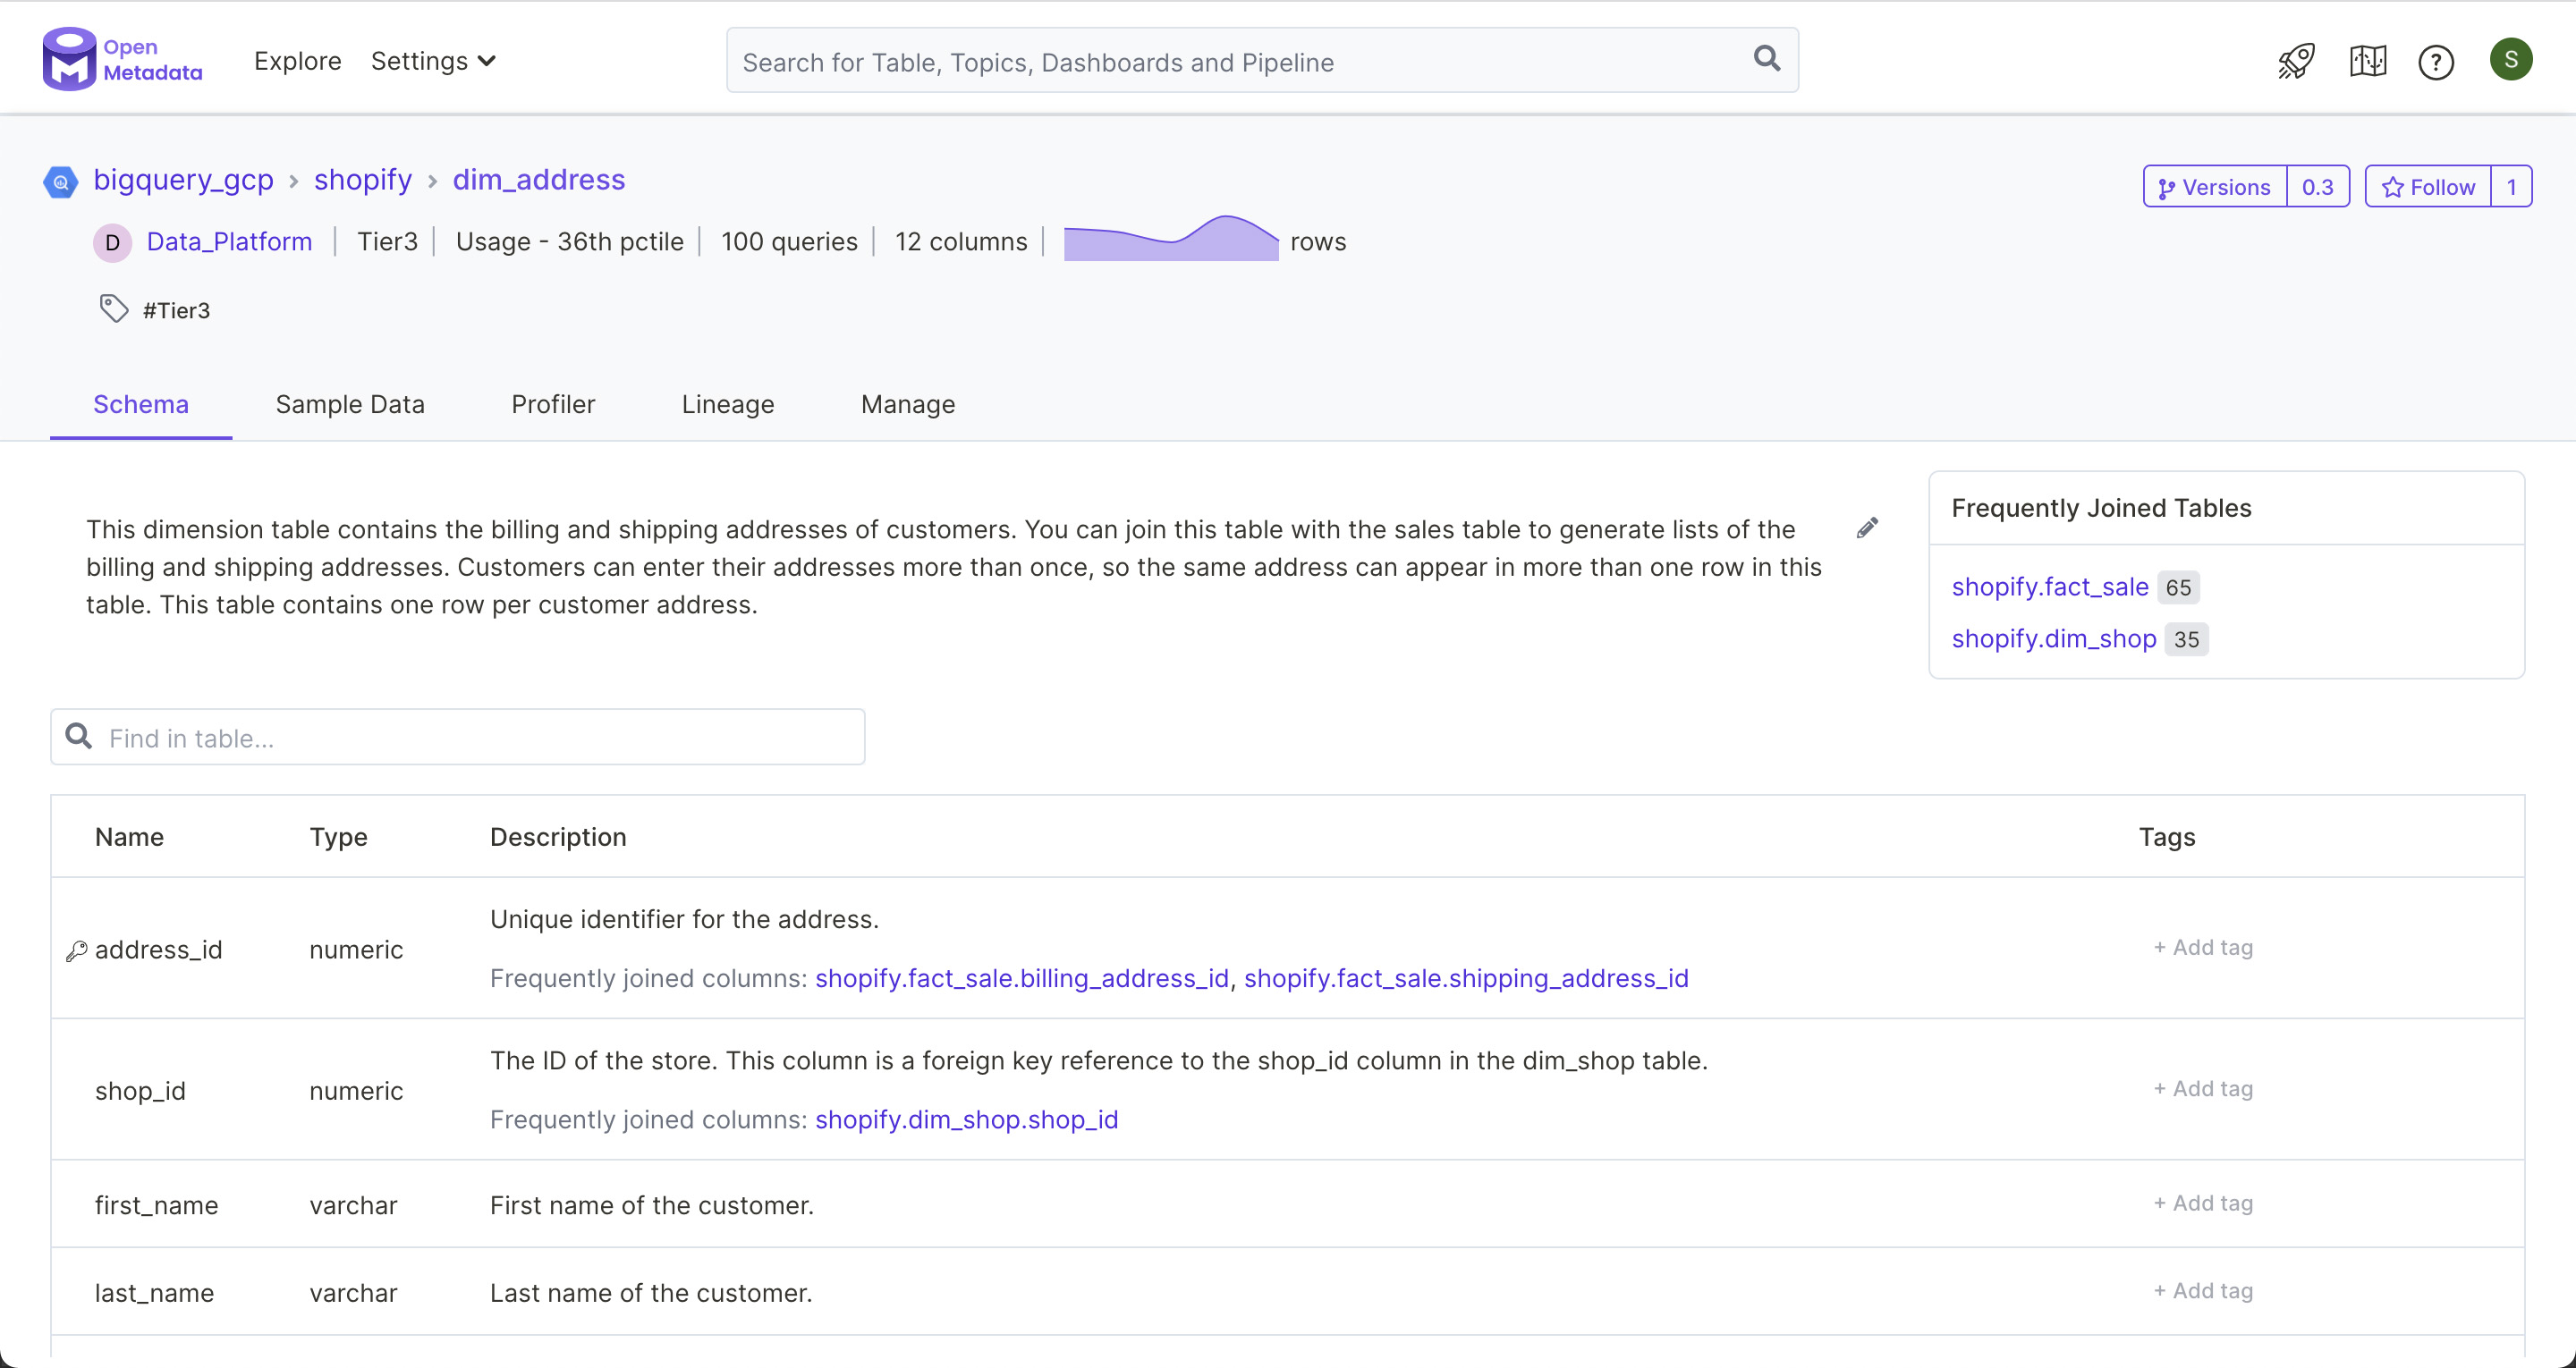 Open
Metadata
Explore Settings
Search for Table, Topics, Dashboards and Pipeline
? S
bigquery_gcp › shopify › dim_address
Versions 0.3 Follow 1
D Data_Platform | Tier3 | Usage - 36th pctile | 100 queries | 12 columns | rows
#Tier3
Schema Sample Data Profiler Lineage Manage
This dimension table contains the billing and shipping addresses of customers. You can join this table with the sales table to generate lists of the
billing and shipping addresses. Customers can enter their addresses more than once, so the same address can appear in more than one row in this
table. This table contains one row per customer address.
Frequently Joined Tables
shopify.fact_sale 65
shopify.dim_shop 35
Find in table...
Name Type Description Tags
address_id numeric Unique identifier for the address. + Add tag
Frequently joined columns: shopify.fact_sale.billing_address_id, shopify.fact_sale.shipping_address_id
shop_id numeric The ID of the store. This column is a foreign key reference to the shop_id column in the dim_shop table. + Add tag
Frequently joined columns: shopify.dim_shop.shop_id
first_name varchar First name of the customer. + Add tag
last_name varchar Last name of the customer. + Add tag